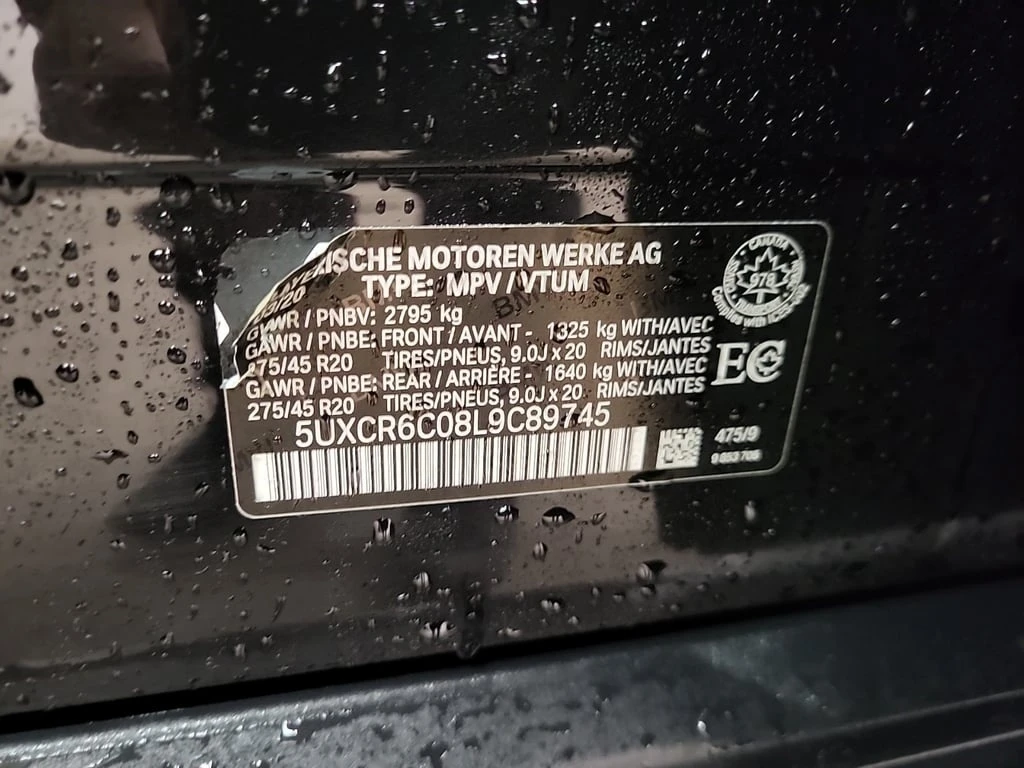 RISCHE MOTOREN WERKE AG
TYPE: MPV / VTUM
GVWR / PNBV: 2795 kg
GAWR / PNBE: FRONT / AVANT - 1325 kg WITH/AVEC
275/45 R20 TIRES/PNEUS, 9.0J x 20 RIMS/JANTES
GAWR / PNBE: REAR / ARRIÈRE - 1640 kg WITH/AVEC
275/45 R20 TIRES/PNEUS, 9.0J x 20 RIMS/JANTES
5UXCR6C08L9C89745
CANADA
978
EC
475/9